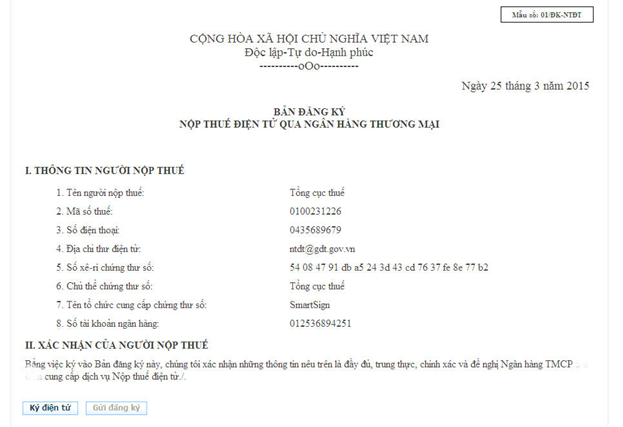 Mẫu số: 01/ĐK-NTĐT
CỘNG HÒA XÃ HỘI CHỦ NGHĨA VIỆT NAM
Độc lập-Tự do-Hạnh phúc
----------oOo----------
Ngày 25 tháng 3 năm 2015
BẢN ĐĂNG KÝ
NỘP THUẾ ĐIỆN TỬ QUA NGÂN HÀNG THƯƠNG MẠI
I. THÔNG TIN NGƯỜI NỘP THUẾ
1. Tên người nộp thuế: Tổng cục thuế
2. Mã số thuế: 0100231226
3. Số điện thoại: 0435689679
4. Địa chỉ thư điện tử: ntdt@gdt.gov.vn
5. Số xê-ri chứng thư số: 54 08 47 91 db a5 24 3d 43 cd 76 37 fe 8e 77 b2
6. Chủ thể chứng thư số: Tổng cục thuế
7. Tên tổ chức cung cấp chứng thư số: SmartSign
8. Số tài khoản ngân hàng: 012536894251
II. XÁC NHẬN CỦA NGƯỜI NỘP THUẾ
Bằng việc ký vào Bản đăng ký này, chúng tôi xác nhận những thông tin nêu trên là đầy đủ, trung thực, chính xác và đề nghị Ngân hàng TMCP
cung cấp dịch vụ Nộp thuế điện tử./.
Ký điện tử Gửi đăng ký